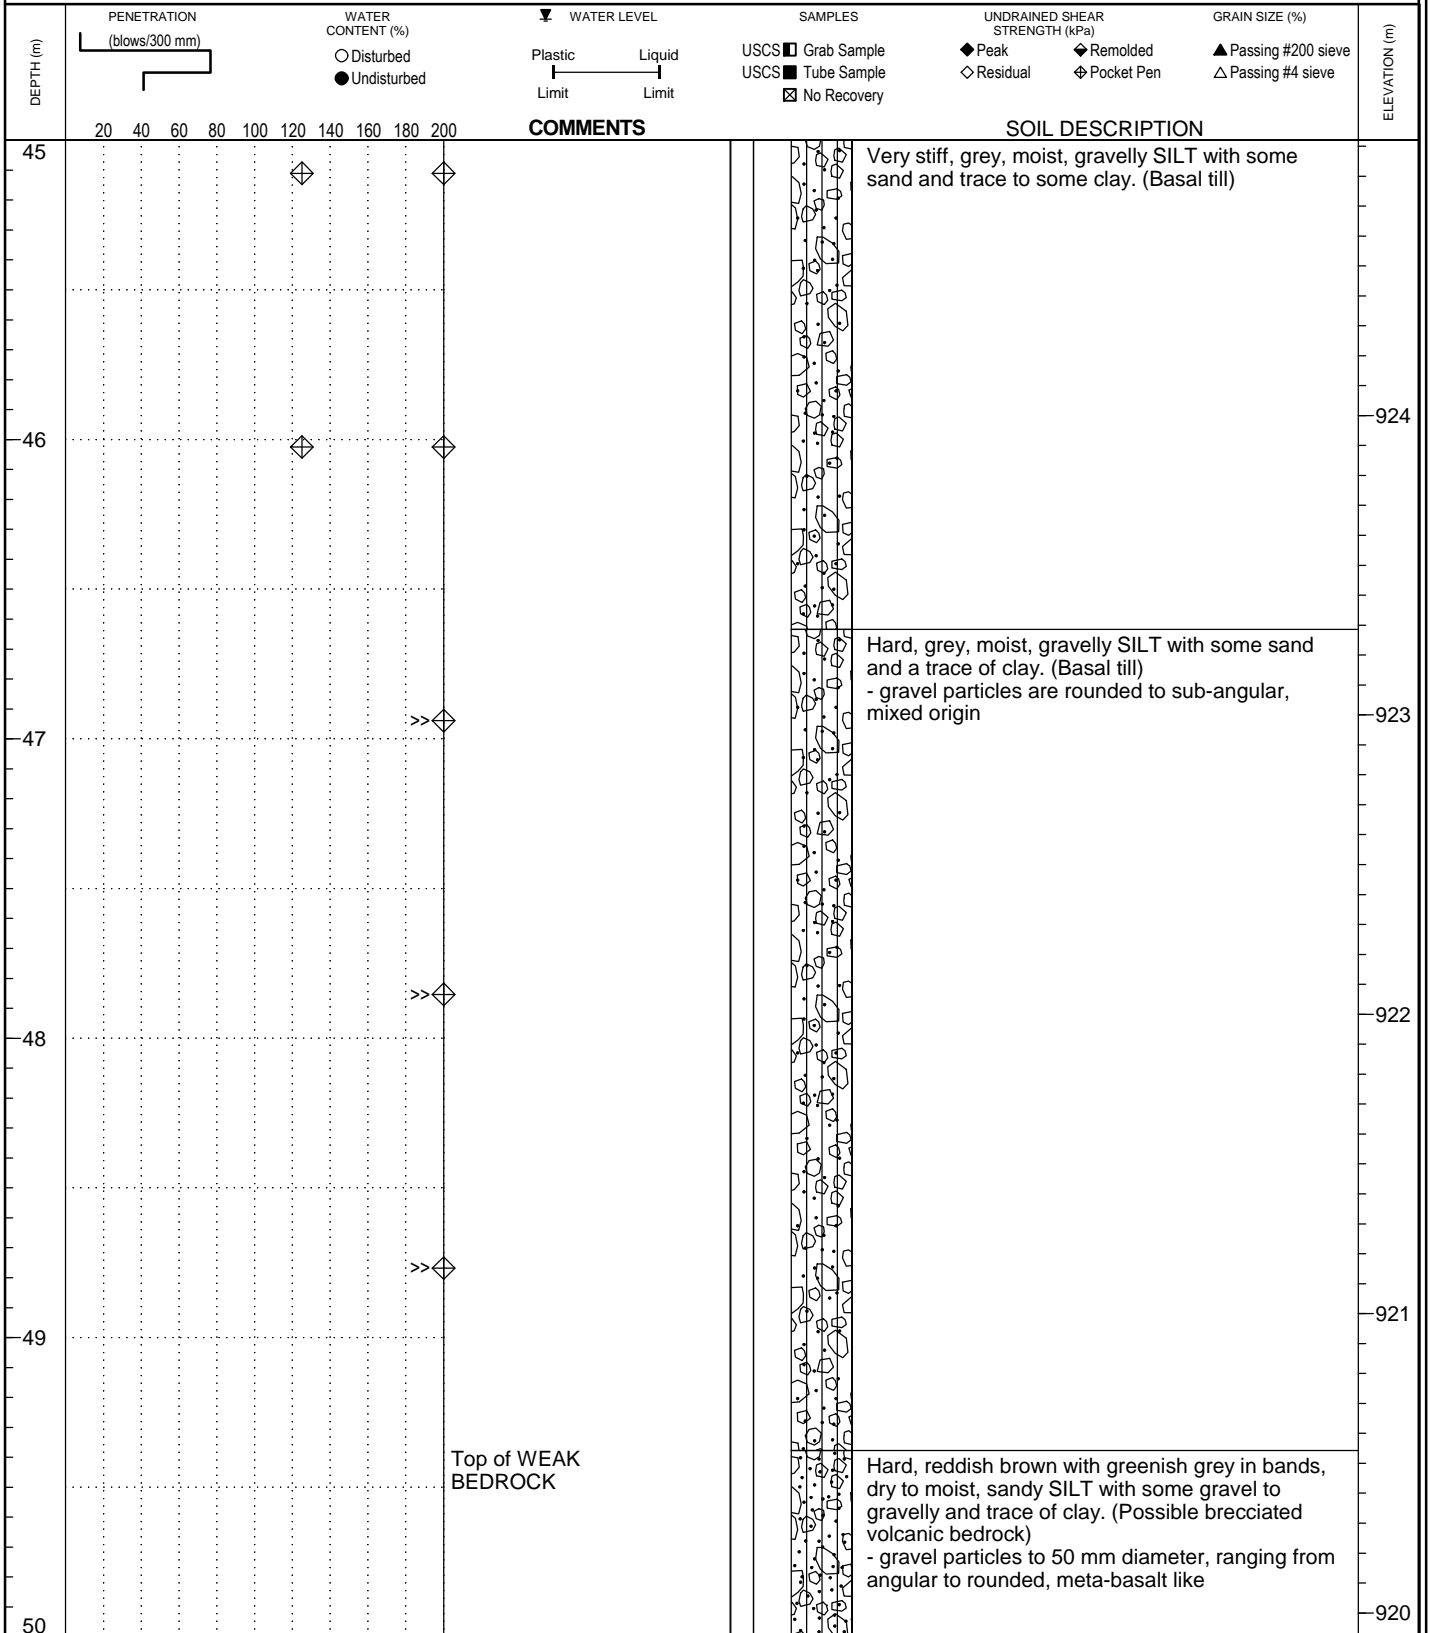 PENETRATION
(blows/300 mm)
WATER
CONTENT (%)
Disturbed
Undisturbed
WATER LEVEL
Plastic Liquid
Limit Limit
SAMPLES
USCS Grab Sample
USCS Tube Sample
No Recovery
UNDRAINED SHEAR
STRENGTH (kPa)
Peak Remolded
Residual Pocket Pen
GRAIN SIZE (%)
Passing #200 sieve
Passing #4 sieve
DEPTH (m)
ELEVATION (m)
20 40 60 80 100 120 140 160 180 200
COMMENTS
SOIL DESCRIPTION
45
Very stiff, grey, moist, gravelly SILT with some
sand and trace to some clay. (Basal till)
924
46
Hard, grey, moist, gravelly SILT with some sand
and a trace of clay. (Basal till)
- gravel particles are rounded to sub-angular,
mixed origin
923
>>
47
>>
922
48
>>
921
49
Top of WEAK
BEDROCK
Hard, reddish brown with greenish grey in bands,
dry to moist, sandy SILT with some gravel to
gravelly and trace of clay. (Possible brecciated
volcanic bedrock)
- gravel particles to 50 mm diameter, ranging from
angular to rounded, meta-basalt like
920
50